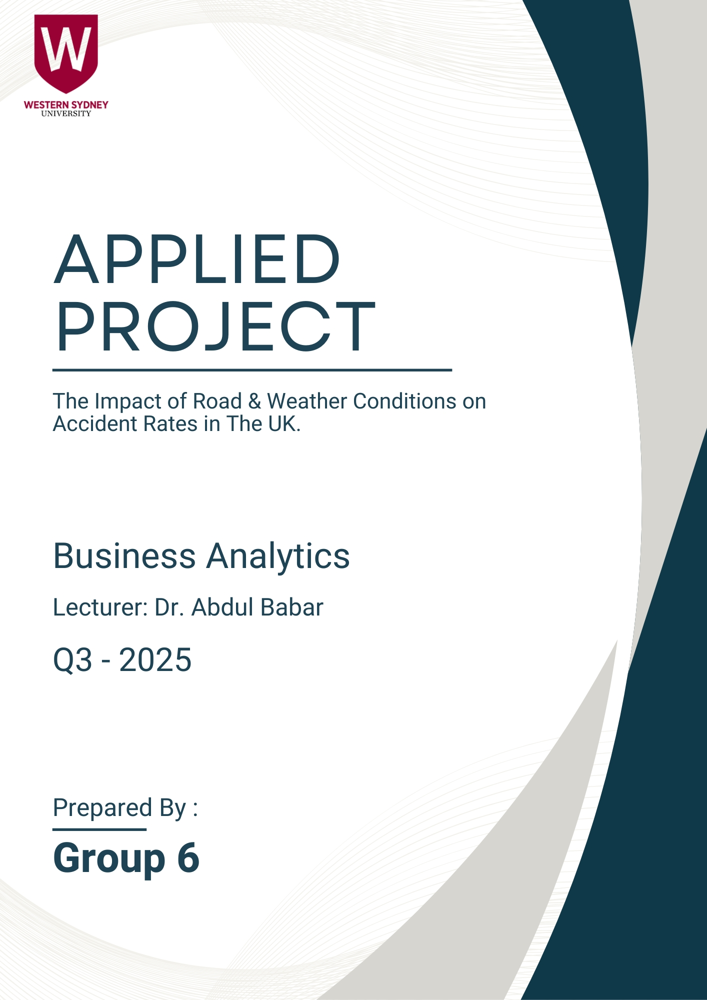 W
WESTERN SYDNEY
UNIVERSITY
APPLIED
PROJECT
The Impact of Road & Weather Conditions on
Accident Rates in The UK.
Business Analytics
Lecturer: Dr. Abdul Babar
Q3 - 2025
Prepared By :
Group 6